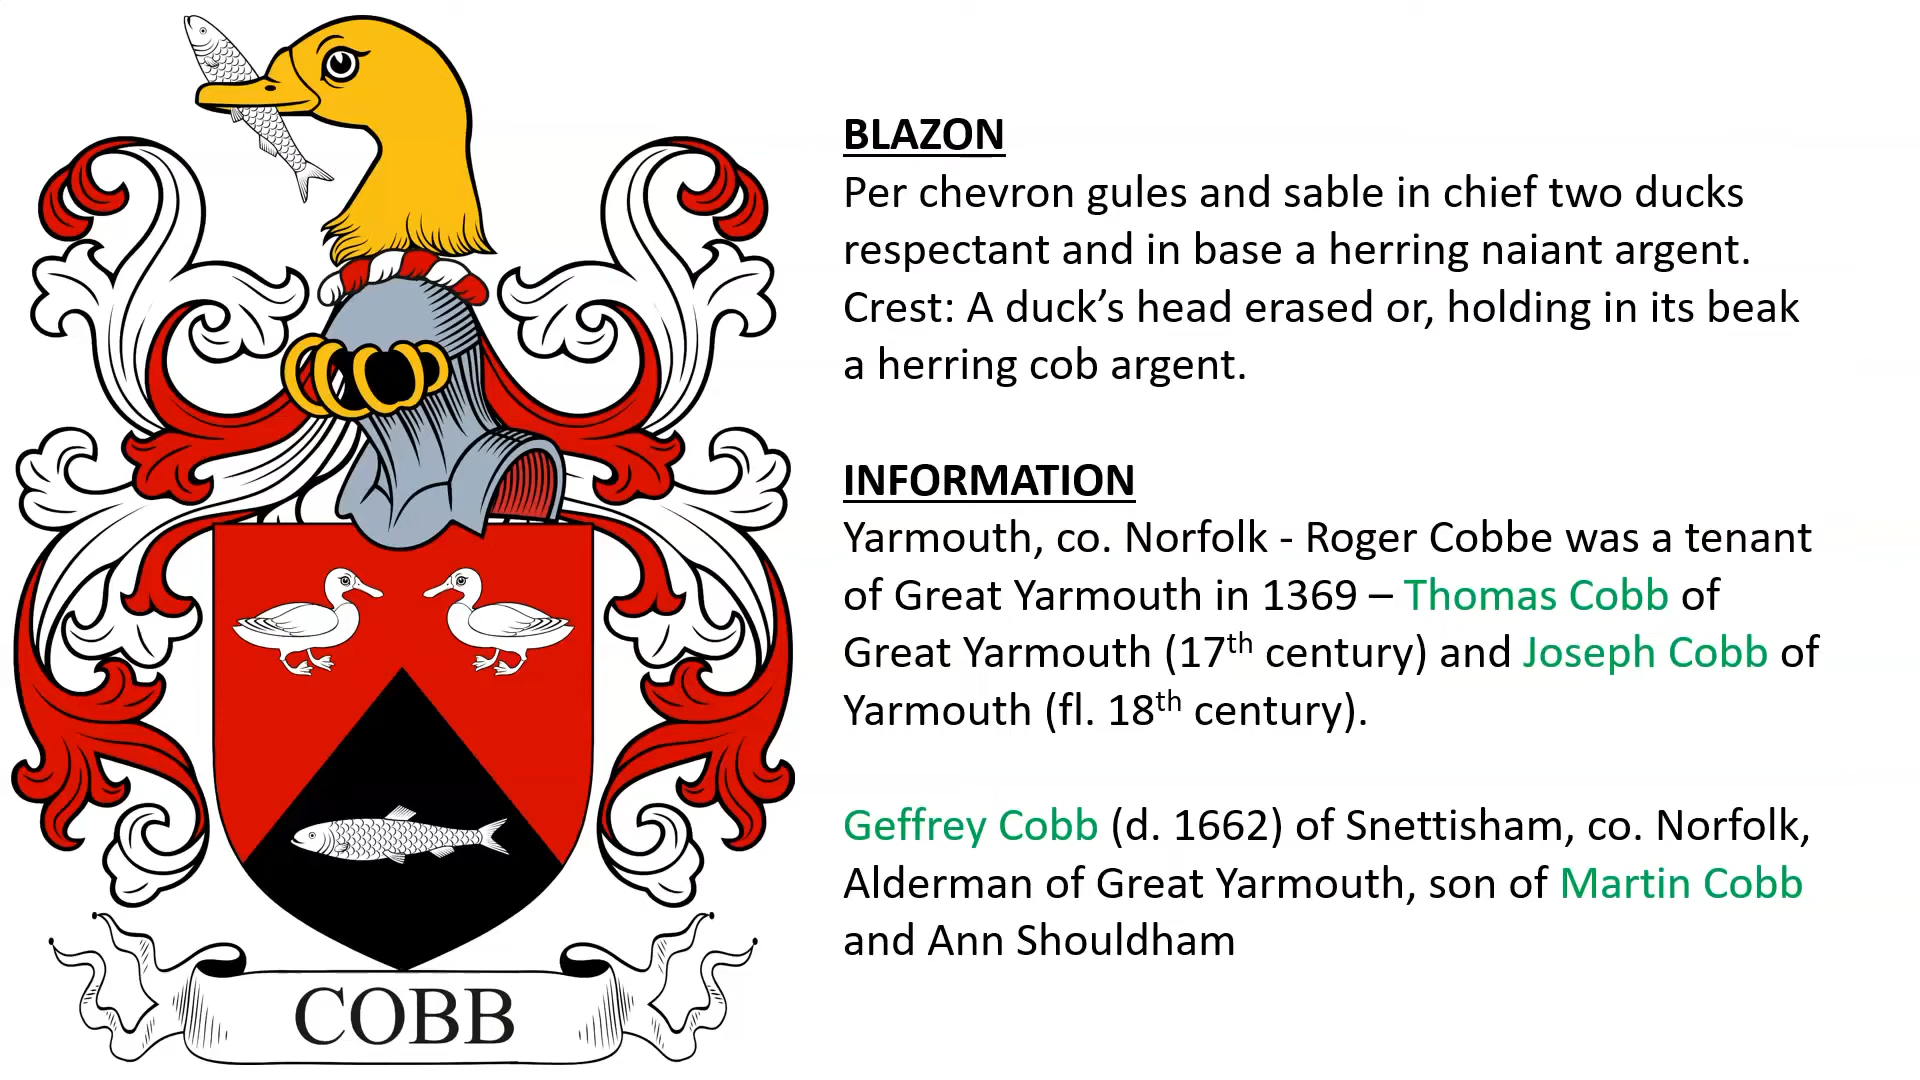 BLAZON
Per chevron gules and sable in chief two ducks
respectant and in base a herring naiant argent.
Crest: A duck’s head erased or, holding in its beak
a herring cob argent.
INFORMATION
Yarmouth, co. Norfolk - Roger Cobbe was a tenant
of Great Yarmouth in 1369 – Thomas Cobb of
Great Yarmouth (17th century) and Joseph Cobb of
Yarmouth (fl. 18th century).
Geffrey Cobb (d. 1662) of Snettisham, co. Norfolk,
Alderman of Great Yarmouth, son of Martin Cobb
and Ann Shouldham
COBB